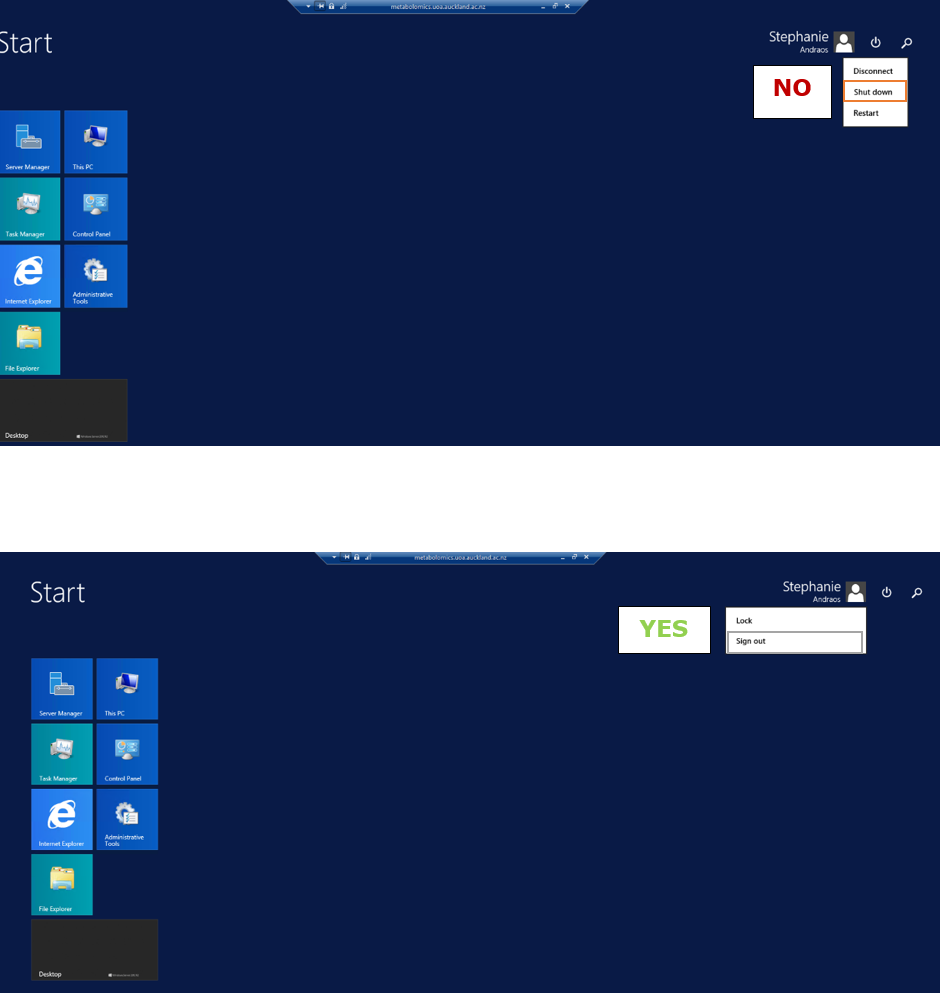 metabolomics.uoa.auckland.ac.nz
Start
Stephanie
Andraos
NO
Disconnect
Shut down
Restart
Server Manager
This PC
Task Manager
Control Panel
Internet Explorer
Administrative
Tools
File Explorer
Desktop
metabolomics.uoa.auckland.ac.nz
Start
Stephanie
Andraos
YES
Lock
Sign out
Server Manager
This PC
Task Manager
Control Panel
Internet Explorer
Administrative
Tools
File Explorer
Desktop